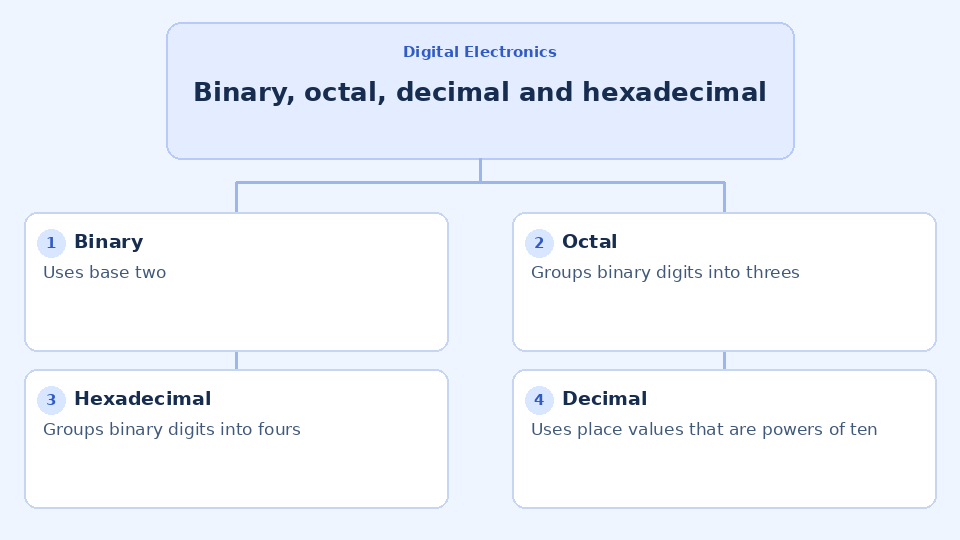 Digital Electronics
Binary, octal, decimal and hexadecimal
1 Binary
Uses base two
2 Octal
Groups binary digits into threes
3 Hexadecimal
Groups binary digits into fours
4 Decimal
Uses place values that are powers of ten